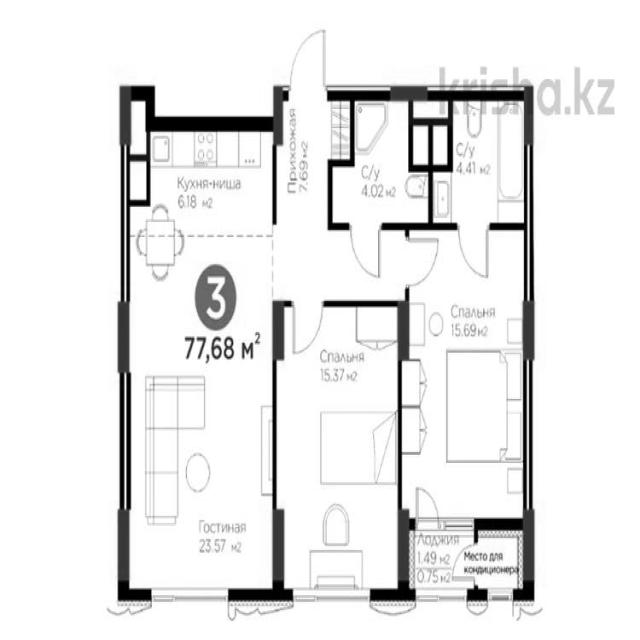 krisha.kz
Прихожая
7.69 м2
С/у
4.02 м2
С/у
4.41 м2
Кухня-ниша
6.18 м2
3
77,68 м2
Спальня
15.69м2
Спальня
15.37 м2
Гостиная
23.57 м2
Лоджия
1.49 м2
0.75 м2
Место для
кондиционера